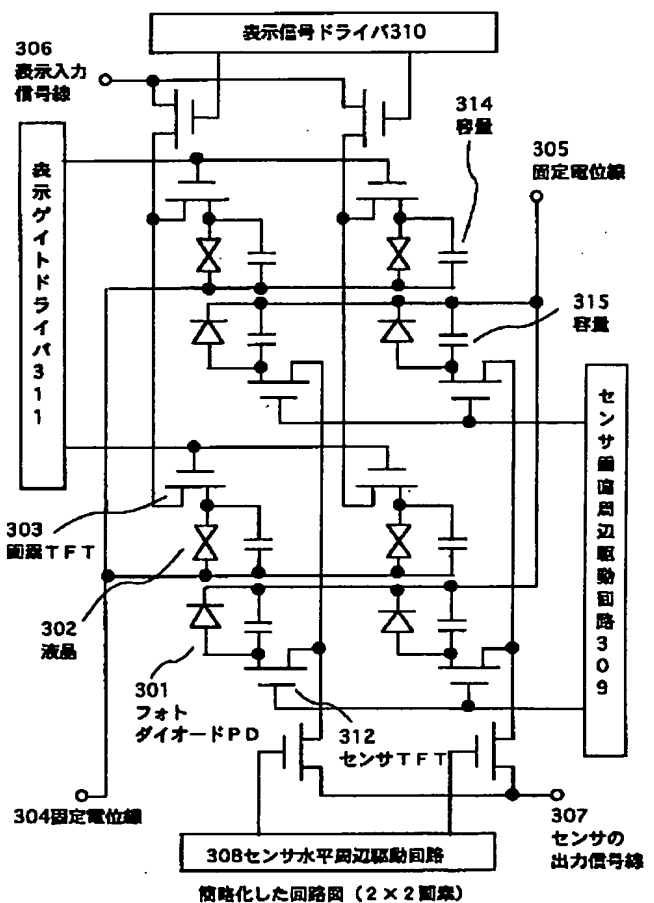 表示信号ドライバ310
306
表示入力
信号線
314
容量
305
固定電位線
表示ゲイトドライバ311
315
容量
センサ垂直周辺駆動回路309
303
画素TFT
302
液晶
301
フォト
ダイオードPD
312
センサTFT
304固定電位線
307
センサの
出力信号線
308センサ水平周辺駆動回路
簡略化した回路図(2×2画素)